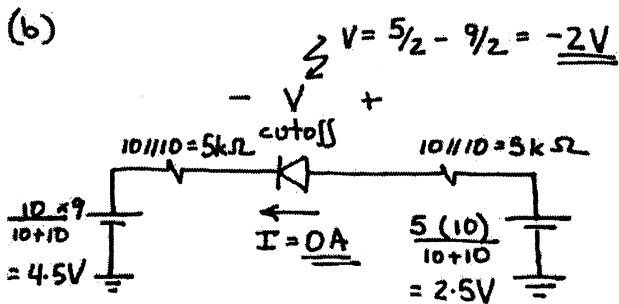 (b)
V = 5/2 - 9/2 = -2V
- V +
cutoff
10//10 = 5kΩ
10//10 = 5kΩ
10 × 9
10+10
= 4.5V
I = 0A
5 (10)
10+10
= 2.5V